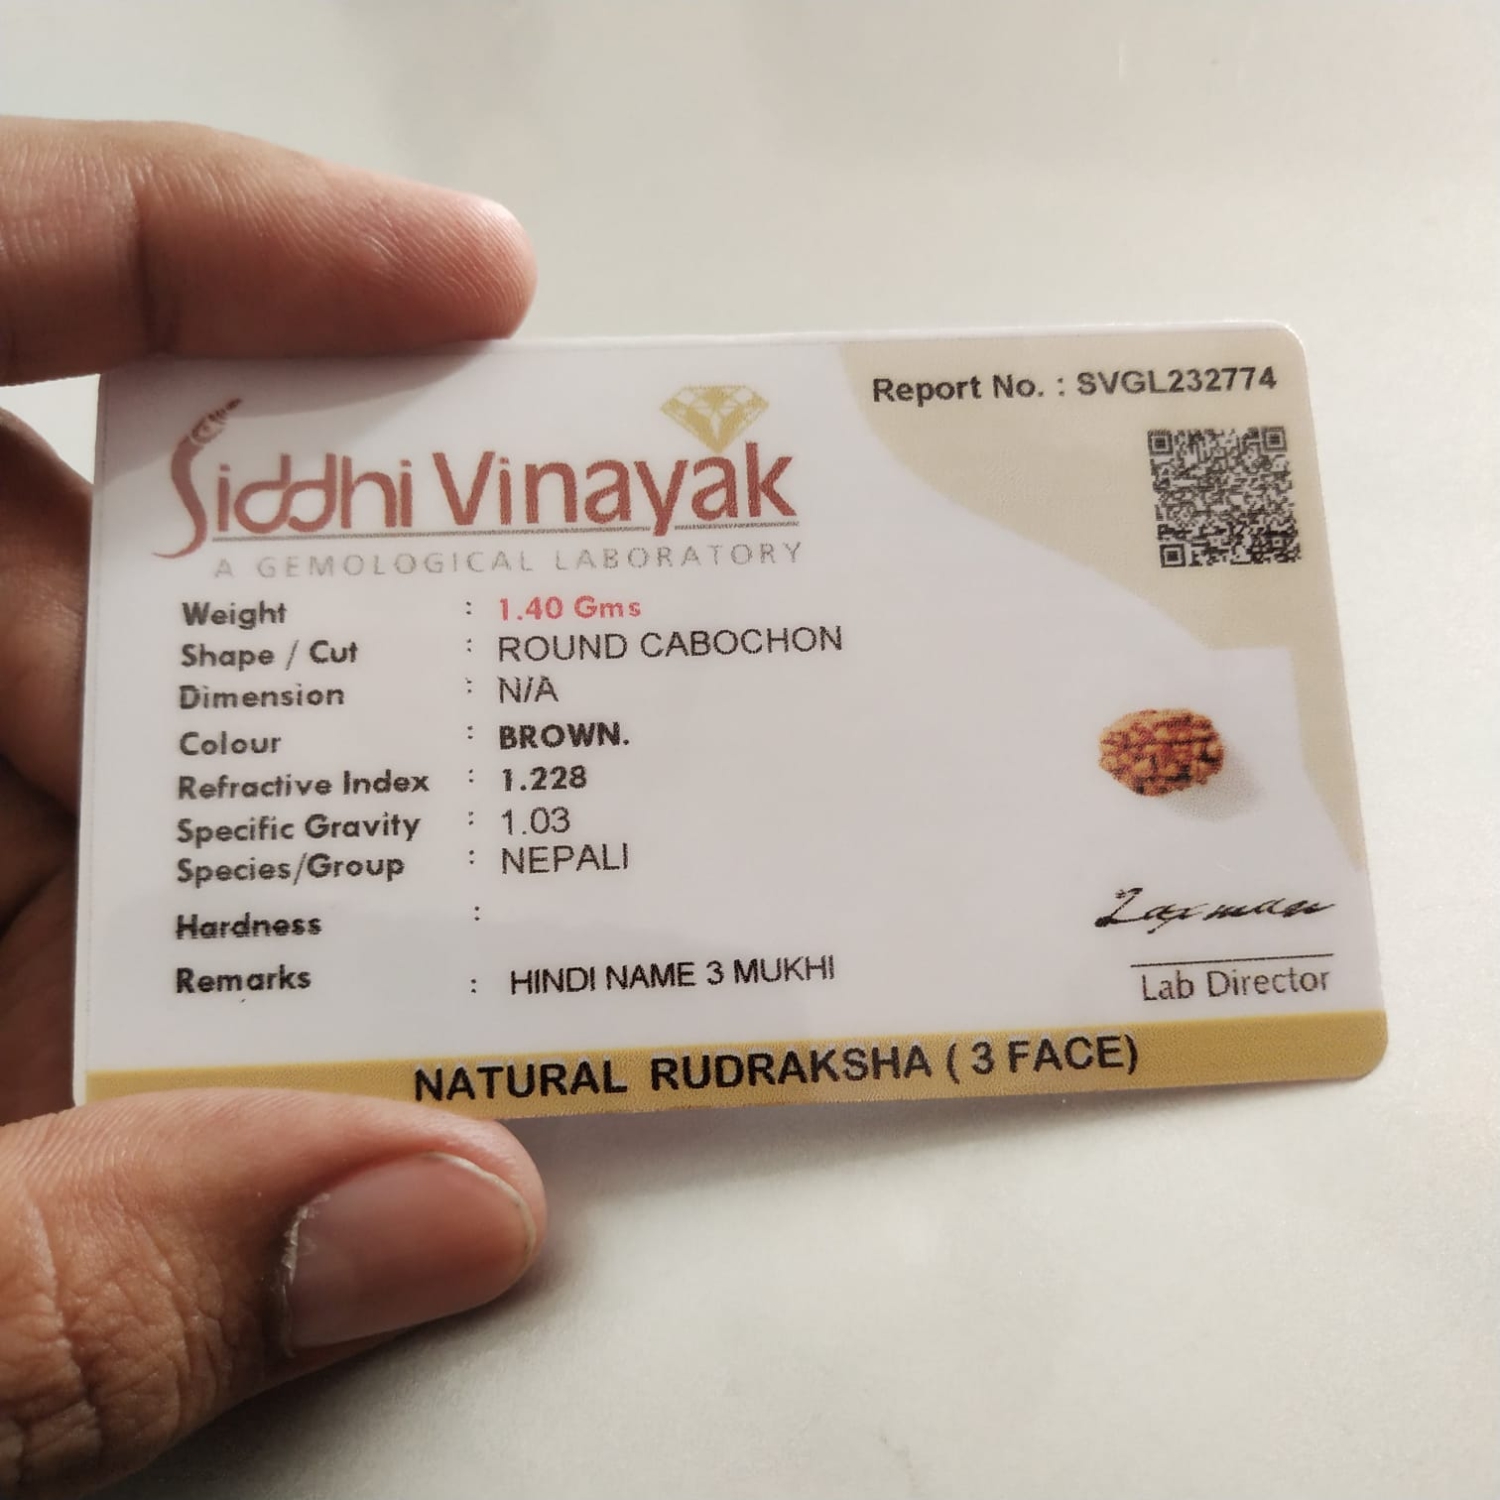 Report No. : SVGL232774
Siddhi Vinayak
A GEMOLOGICAL LABORATORY
Weight : 1.40 Gms
Shape / Cut : ROUND CABOCHON
Dimension : N/A
Colour : BROWN.
Refractive Index : 1.228
Specific Gravity : 1.03
Species/Group : NEPALI
Hardness :
Remarks : HINDI NAME 3 MUKHI
Laxman
Lab Director
NATURAL RUDRAKSHA ( 3 FACE)